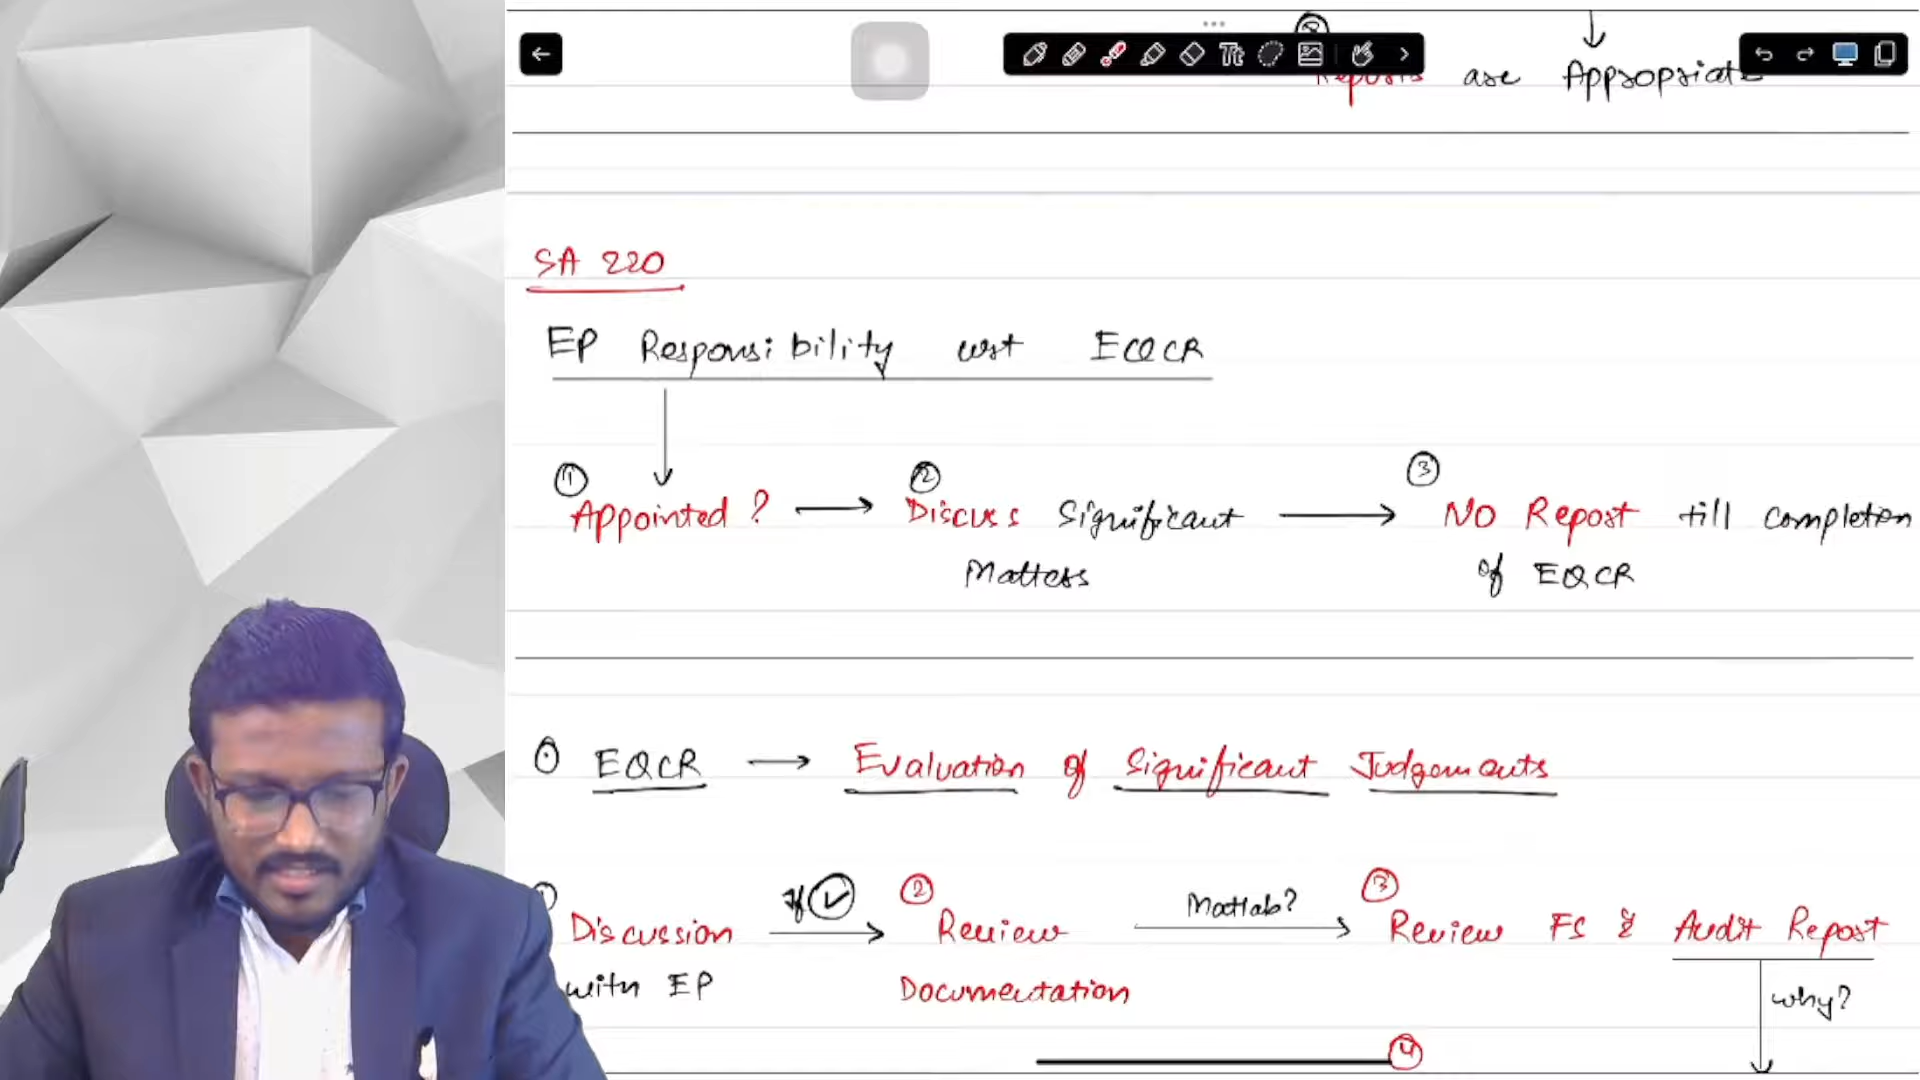 Reports are Appropriate
SA 220
EP Responsibility wrt EQCR
① Appointed? → ② Discuss Significant → ③ NO Report till completion
Matters of EQCR
EQCR → Evaluation of Significant Judgements
Discussion If ✓ → ② Review Matlab? → ③ Review FS & Audit Report
with EP Documentation why?
④